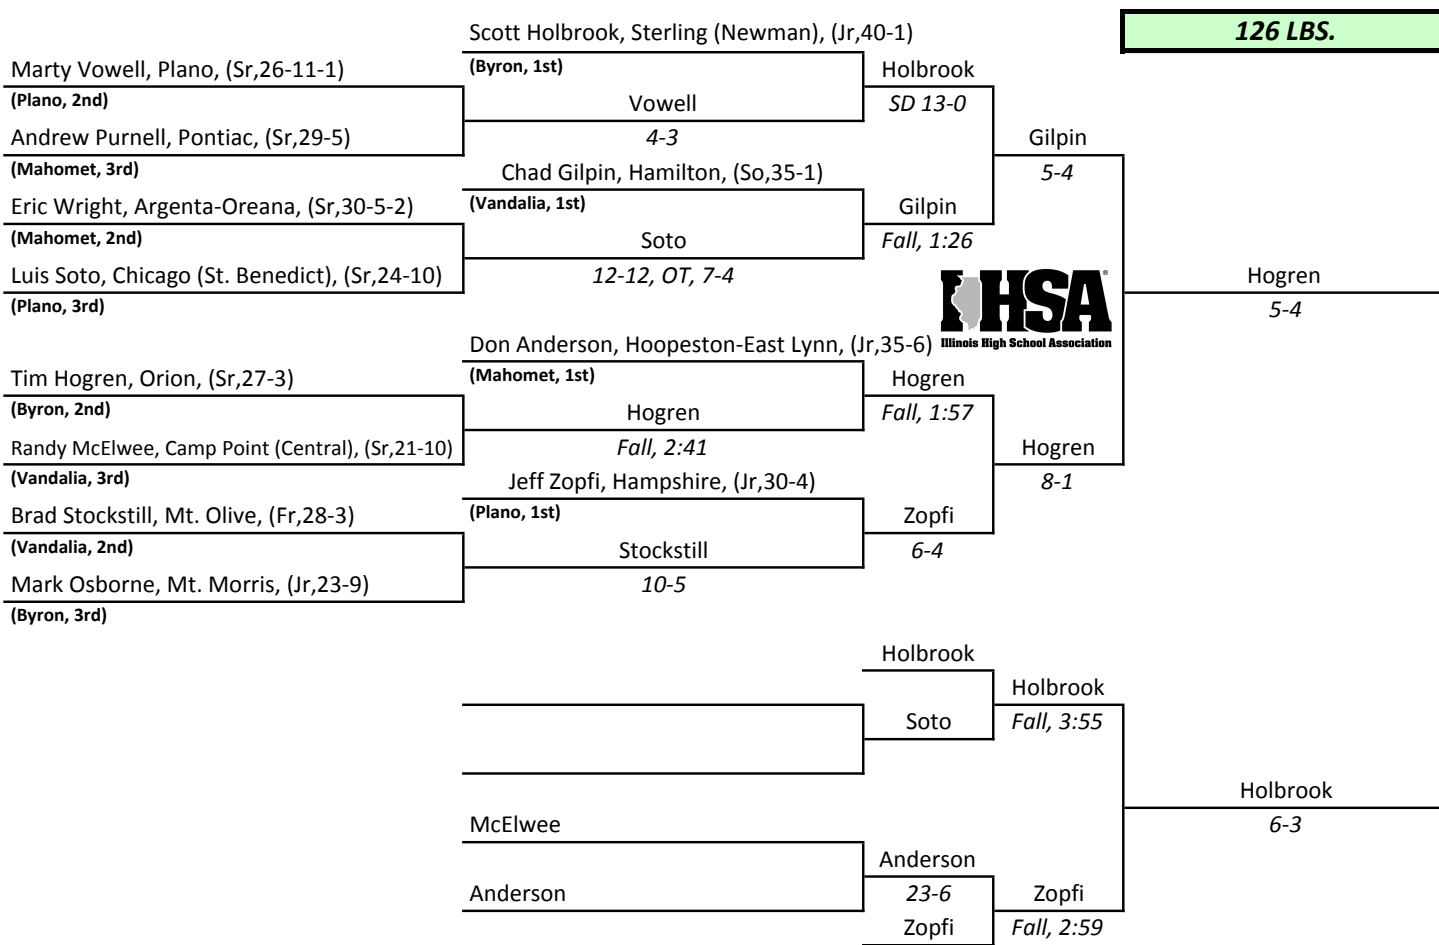 Scott Holbrook, Sterling (Newman), (Jr,40-1)
126 LBS.
Marty Vowell, Plano, (Sr,26-11-1)
(Byron, 1st)
Holbrook
(Plano, 2nd)
Vowell
SD 13-0
Andrew Purnell, Pontiac, (Sr,29-5)
4-3
Gilpin
(Mahomet, 3rd)
Chad Gilpin, Hamilton, (So,35-1)
5-4
Eric Wright, Argenta-Oreana, (Sr,30-5-2)
(Vandalia, 1st)
Gilpin
(Mahomet, 2nd)
Soto
Fall, 1:26
Luis Soto, Chicago (St. Benedict), (Sr,24-10)
12-12, OT, 7-4
Hogren
(Plano, 3rd)
5-4
IHSA
Illinois High School Association
Don Anderson, Hoopeston-East Lynn, (Jr,35-6)
Tim Hogren, Orion, (Sr,27-3)
(Mahomet, 1st)
Hogren
(Byron, 2nd)
Hogren
Fall, 1:57
Randy McElwee, Camp Point (Central), (Sr,21-10)
Fall, 2:41
Hogren
(Vandalia, 3rd)
Jeff Zopfi, Hampshire, (Jr,30-4)
8-1
Brad Stockstill, Mt. Olive, (Fr,28-3)
(Plano, 1st)
Zopfi
(Vandalia, 2nd)
Stockstill
6-4
Mark Osborne, Mt. Morris, (Jr,23-9)
10-5
(Byron, 3rd)
Holbrook
Holbrook
Soto
Fall, 3:55
Holbrook
McElwee
6-3
Anderson
Anderson
23-6
Zopfi
Zopfi
Fall, 2:59